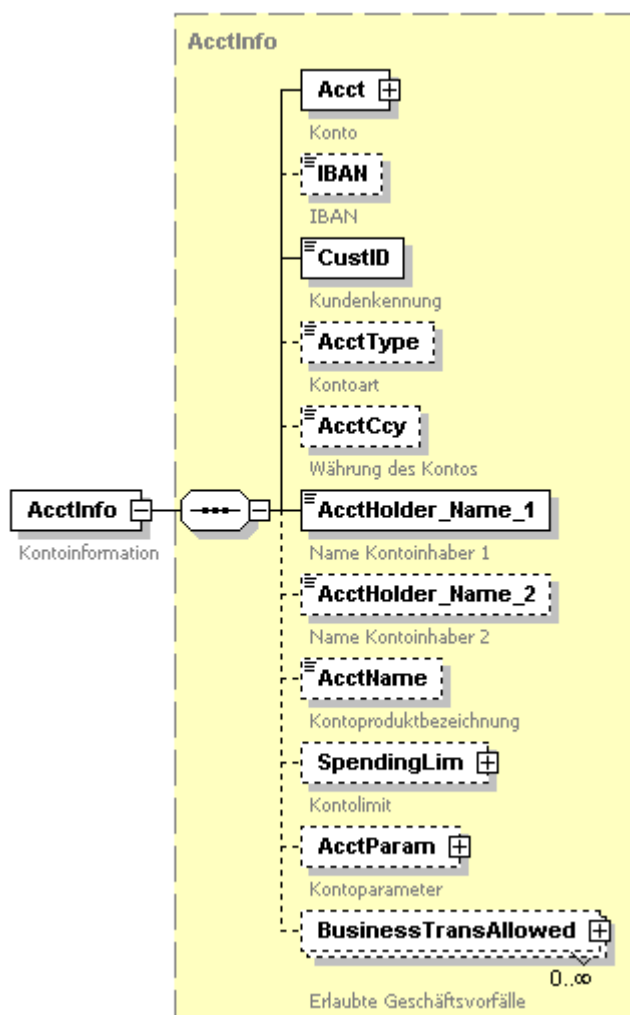 AcctInfo
Acct
Konto
IBAN
IBAN
CustID
Kundenkennung
AcctType
Kontoart
AcctCcy
Währung des Kontos
AcctInfo
Kontoinformation
AcctHolder_Name_1
Name Kontoinhaber 1
AcctHolder_Name_2
Name Kontoinhaber 2
AcctName
Kontoproduktbezeichnung
SpendingLim
Kontolimit
AcctParam
Kontoparameter
BusinessTransAllowed
0..∞
Erlaubte Geschäftsvorfälle